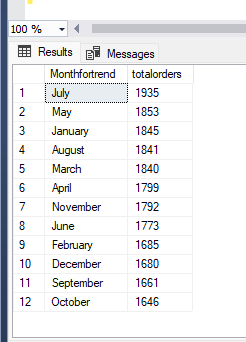 100 %
Results Messages
Monthfortrend totalorders
1 July 1935
2 May 1853
3 January 1845
4 August 1841
5 March 1840
6 April 1799
7 November 1792
8 June 1773
9 February 1685
10 December 1680
11 September 1661
12 October 1646